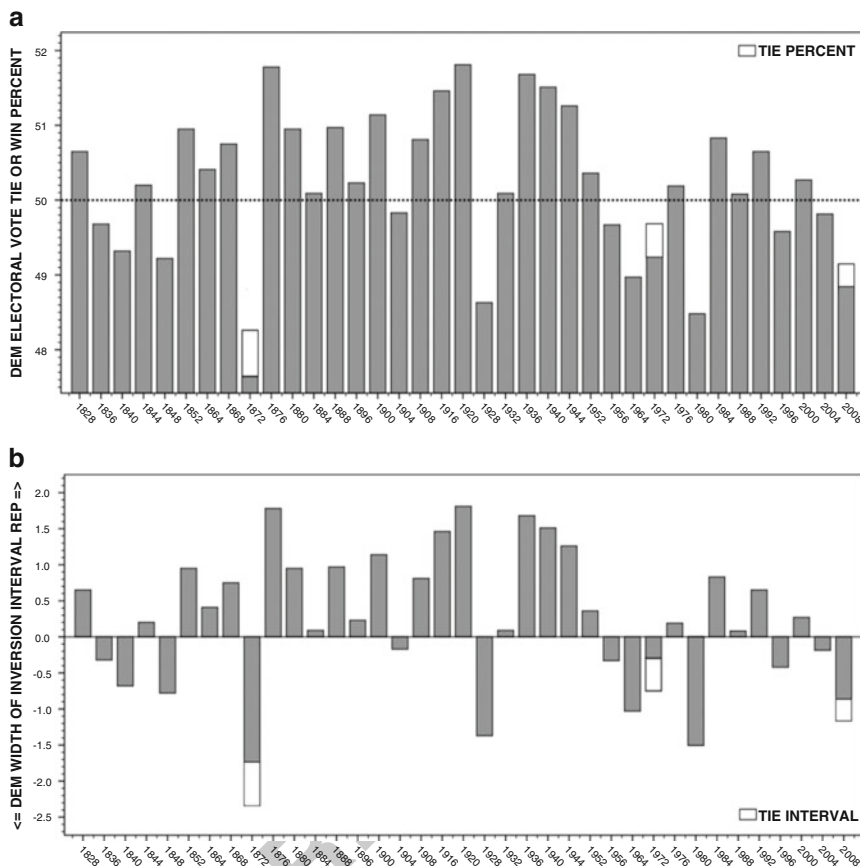 a
DEM ELECTORAL VOTE TIE OR WIN PERCENT
TIE PERCENT
52
51
50
49
48
1828 1836 1840 1844 1848 1852 1864 1868 1872 1876 1880 1884 1888 1896 1900 1904 1908 1916 1920 1928 1932 1936 1940 1944 1952 1956 1964 1972 1976 1980 1984 1988 1992 1996 2000 2004 2008
b
<= DEM WIDTH OF INVERSION INTERVAL REP =>
2.0
1.5
1.0
0.5
0.0
-0.5
-1.0
-1.5
-2.0
-2.5
TIE INTERVAL
1828 1836 1840 1844 1848 1852 1864 1868 1872 1876 1880 1884 1888 1896 1900 1904 1908 1916 1920 1928 1932 1936 1940 1944 1952 1956 1964 1972 1976 1980 1984 1988 1992 1996 2000 2004 2008